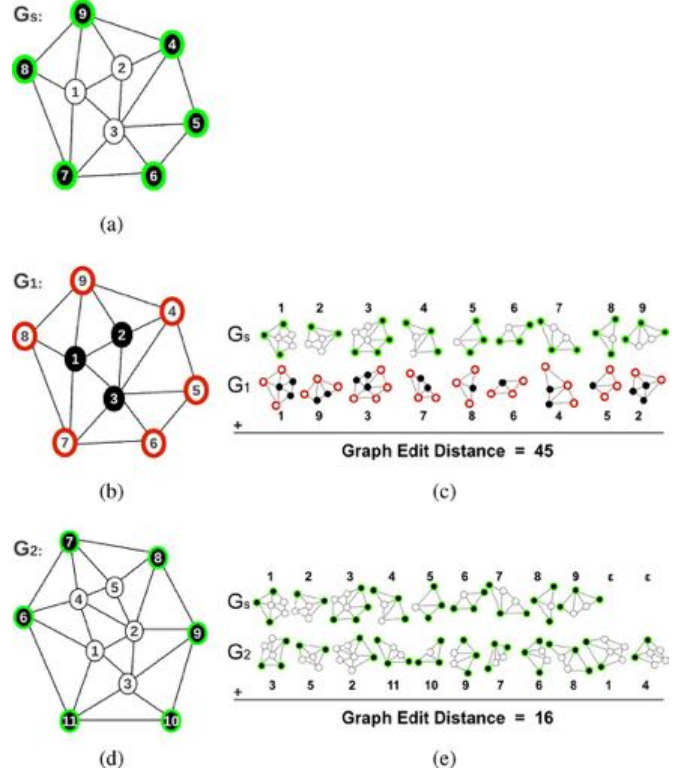 Gs:
9
4
8
2
1
3
5
7
6
(a)
G1:
9
4
2
8
1
3
5
7
6
(b)
1 2 3 4 5 6 7 8 9
Gs
G1
1 9 3 7 8 6 4 5 2
+
Graph Edit Distance = 45
(c)
G2:
7
8
5
4
6
2
9
1
3
11
10
(d)
1 2 3 4 5 6 7 8 9 ε ε
Gs
G2
3 5 2 11 10 9 7 6 8 1 4
+
Graph Edit Distance = 16
(e)